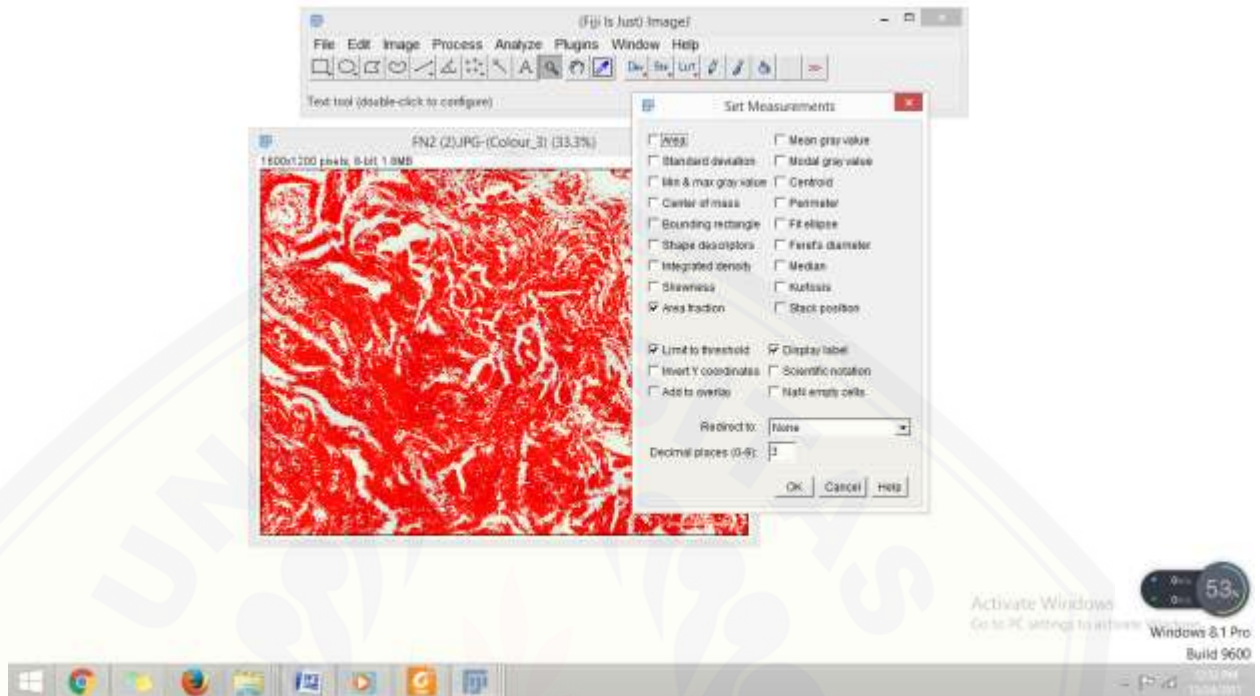 (Fiji Is Just) ImageJ
File Edit Image Process Analyze Plugins Window Help
A Dev Stk LUT >>
Text tool (double-click to configure)
Set Measurements
FN2 (2).JPG-(Colour_3) (33.3%)
1600x1200 pixels; 8-bit; 1.8MB
Area Mean gray value
Standard deviation Modal gray value
Min & max gray value Centroid
Center of mass Perimeter
Bounding rectangle Fit ellipse
Shape descriptors Feret's diameter
Integrated density Median
Skewness Kurtosis
Area fraction Stack position
Limit to threshold Display label
Invert Y coordinates Scientific notation
Add to overlay NaN empty cells
Redirect to: None
Decimal places (0-9): 3
OK Cancel Help
UNIVERSITAS
53%
Activate Windows
Go to PC settings to activate
Windows 8.1 Pro
Build 9600